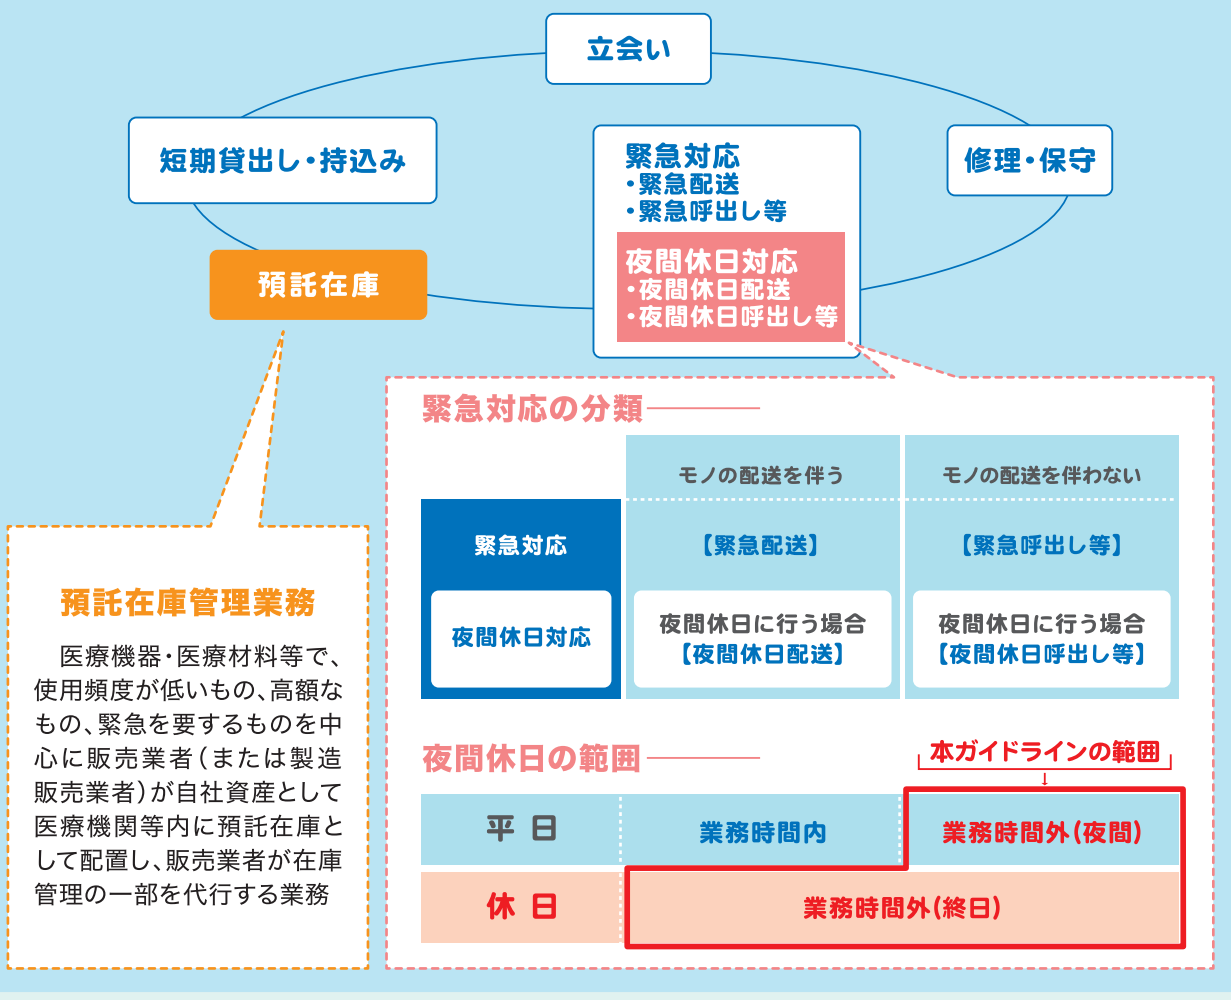 立会い
短期貸出し・持込み
緊急対応
・緊急配送
・緊急呼出し等
夜間休日対応
・夜間休日配送
・夜間休日呼出し等
修理・保守
預託在庫
預託在庫管理業務
医療機器・医療材料等で、
使用頻度が低いもの、高額な
もの、緊急を要するものを中
心に販売業者（または製造
販売業者）が自社資産として
医療機関等内に預託在庫と
して配置し、販売業者が在庫
管理の一部を代行する業務
緊急対応の分類
モノの配送を伴う
モノの配送を伴わない
緊急対応
【緊急配送】
【緊急呼出し等】
夜間休日対応
夜間休日に行う場合
【夜間休日配送】
夜間休日に行う場合
【夜間休日呼出し等】
夜間休日の範囲
本ガイドラインの範囲
平 日
業務時間内
業務時間外（夜間）
休 日
業務時間外（終日）